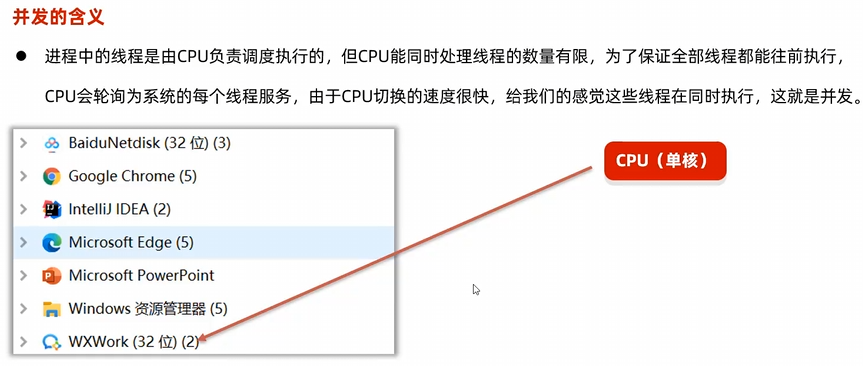 并发的含义
● 进程中的线程是由CPU负责调度执行的，但CPU能同时处理线程的数量有限，为了保证全部线程都能往前执行，
CPU会轮询为系统的每个线程服务，由于CPU切换的速度很快，给我们的感觉这些线程在同时执行，这就是并发。
BaiduNetdisk (32 位) (3)
CPU（单核）
Google Chrome (5)
IntelliJ IDEA (2)
Microsoft Edge (5)
Microsoft PowerPoint
Windows 资源管理器 (5)
WXWork (32 位) (2)